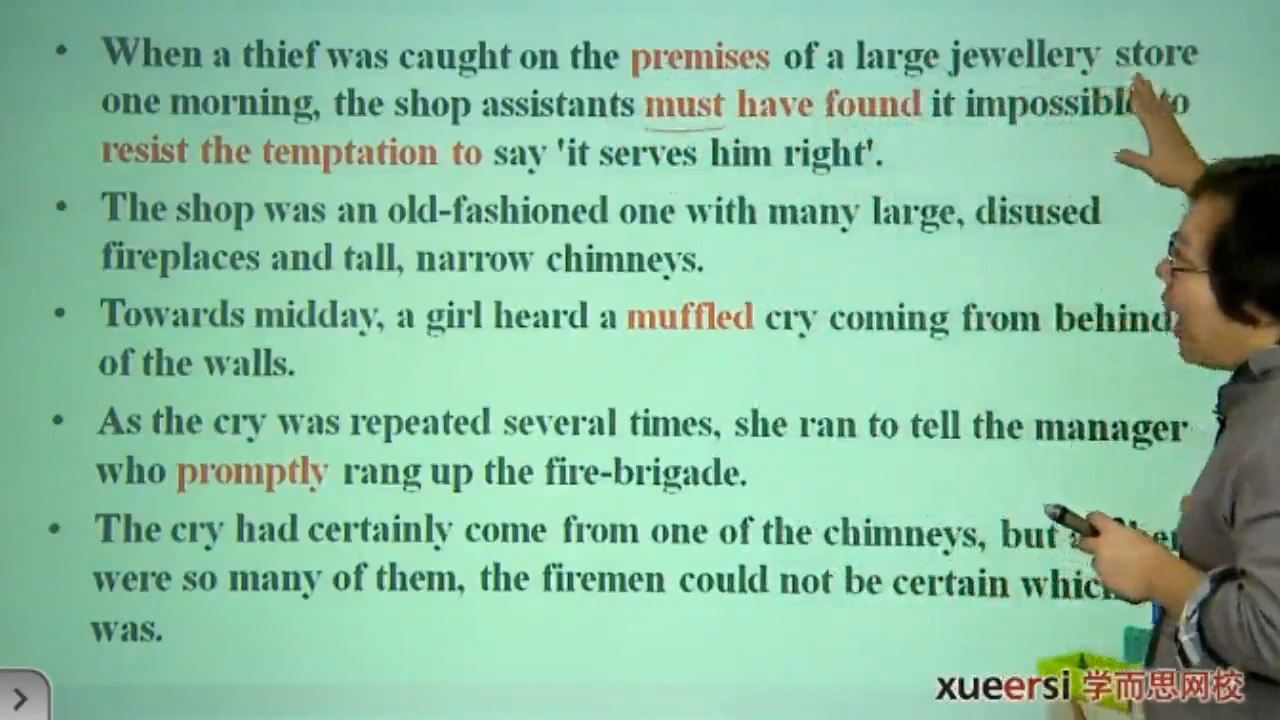 • When a thief was caught on the premises of a large jewellery store
one morning, the shop assistants must have found it impossible to
resist the temptation to say 'it serves him right'.
• The shop was an old-fashioned one with many large, disused
fireplaces and tall, narrow chimneys.
• Towards midday, a girl heard a muffled cry coming from behind
of the walls.
• As the cry was repeated several times, she ran to tell the manager
who promptly rang up the fire-brigade.
• The cry had certainly come from one of the chimneys, but
were so many of them, the firemen could not be certain which
was.
xueersi 学而思网校